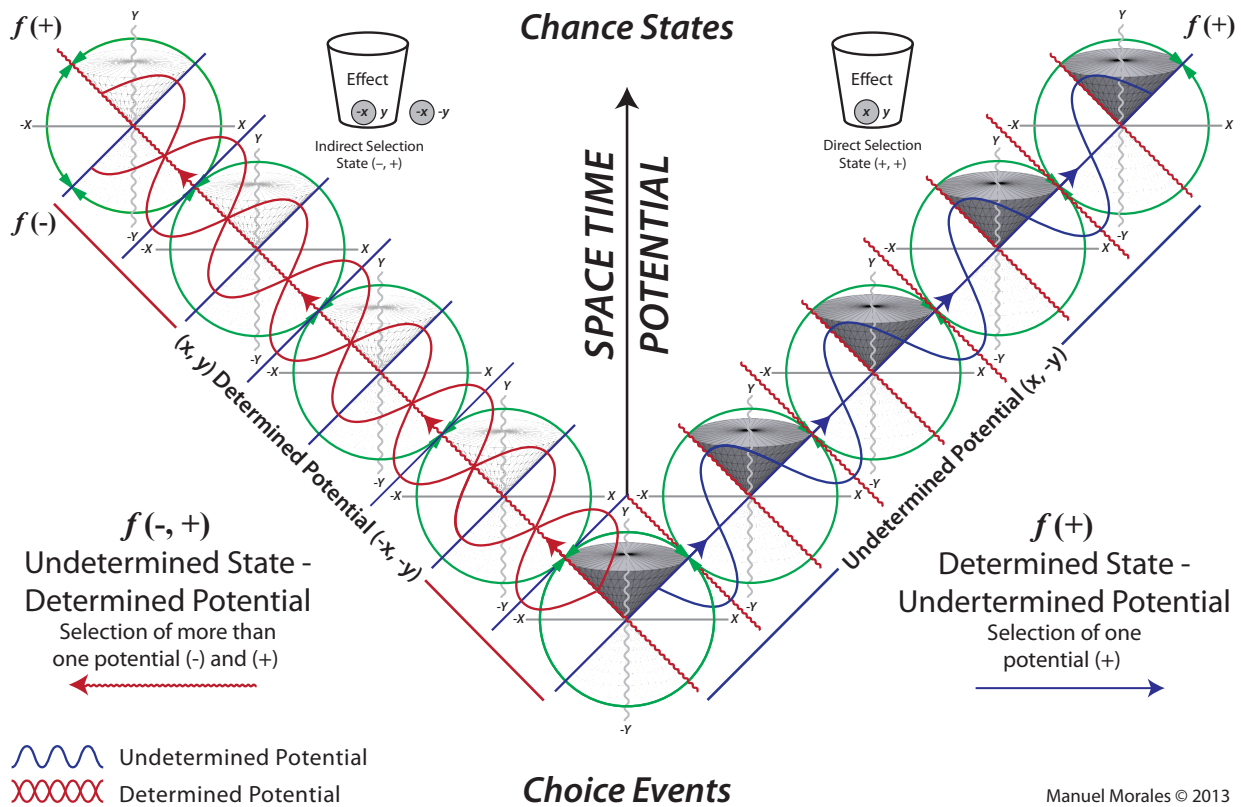 Chance States
f (+)
f (+)
Effect
-x y
-x -y
Indirect Selection
State (–, +)
Effect
x y
Direct Selection
State (+, +)
Y
-X
X
-Y
Y
X
-Y
f (-)
Y
-X
X
-Y
Y
-X
X
-Y
Y
-X
X
-Y
Y
-X
X
-Y
Y
-X
X
-Y
Y
-X
X
-Y
Y
-X
X
-Y
Y
-X
X
-Y
SPACE TIME
POTENTIAL
(x, y) Determined Potential (-x, -y)
Undetermined Potential (x, -y)
f (-, +)
Undetermined State -
Determined Potential
Selection of more than
one potential (-) and (+)
f (+)
Determined State -
Undertermined Potential
Selection of one
potential (+)
Undetermined Potential
Determined Potential
Choice Events
Manuel Morales © 2013